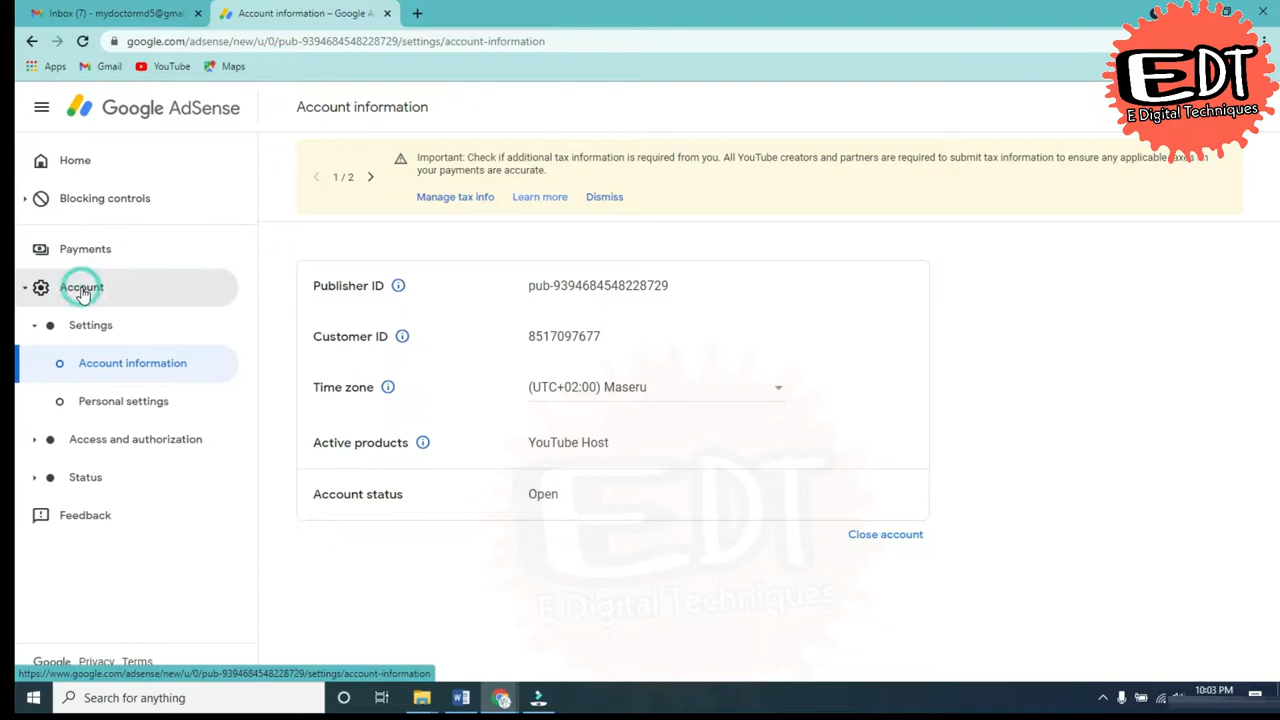 Inbox (7) - mydoctormd5@gmai
Account information – Google A
google.com/adsense/new/u/0/pub-9394684548228729/settings/account-information
Apps
Gmail
YouTube
Maps
EDT
E Digital Techniques
Google AdSense
Account information
Home
Blocking controls
Payments
Account
Settings
Account information
Personal settings
Access and authorization
Status
Feedback
1 / 2
Important: Check if additional tax information is required from you. All YouTube creators and partners are required to submit tax information to ensure any applicable taxes on
your payments are accurate.
Manage tax info
Learn more
Dismiss
Publisher ID
pub-9394684548228729
Customer ID
8517097677
Time zone
(UTC+02:00) Maseru
Active products
YouTube Host
Account status
Open
Close account
EDT
E Digital Techniques
Google
Privacy
Terms
https://www.google.com/adsense/new/u/0/pub-9394684548228729/settings/account-information
Search for anything
10:03 PM